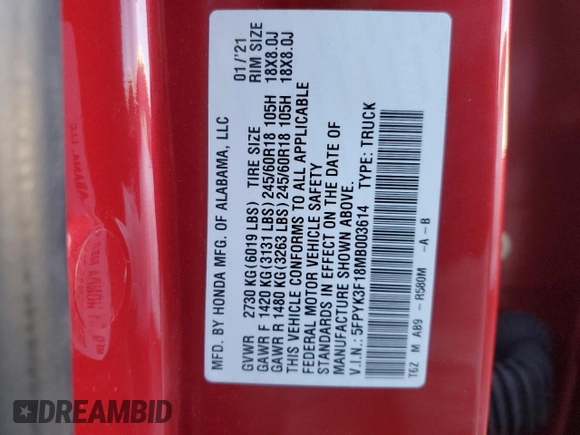 MFD. BY HONDA MFG. OF ALABAMA, LLC 01/'21
GVWR 2730 KG (6019 LBS) TIRE SIZE RIM SIZE
GAWR F 1420 KG (3131 LBS) 245/60R18 105H 18X8.0J
GAWR R 1480 KG (3263 LBS) 245/60R18 105H 18X8.0J
THIS VEHICLE CONFORMS TO ALL APPLICABLE
FEDERAL MOTOR VEHICLE SAFETY
STANDARDS IN EFFECT ON THE DATE OF
MANUFACTURE SHOWN ABOVE.
V.I.N.: 5FPYK3F18MB003614 TYPE: TRUCK
T6Z M AB9 -R580M -A -B
DREAMBID